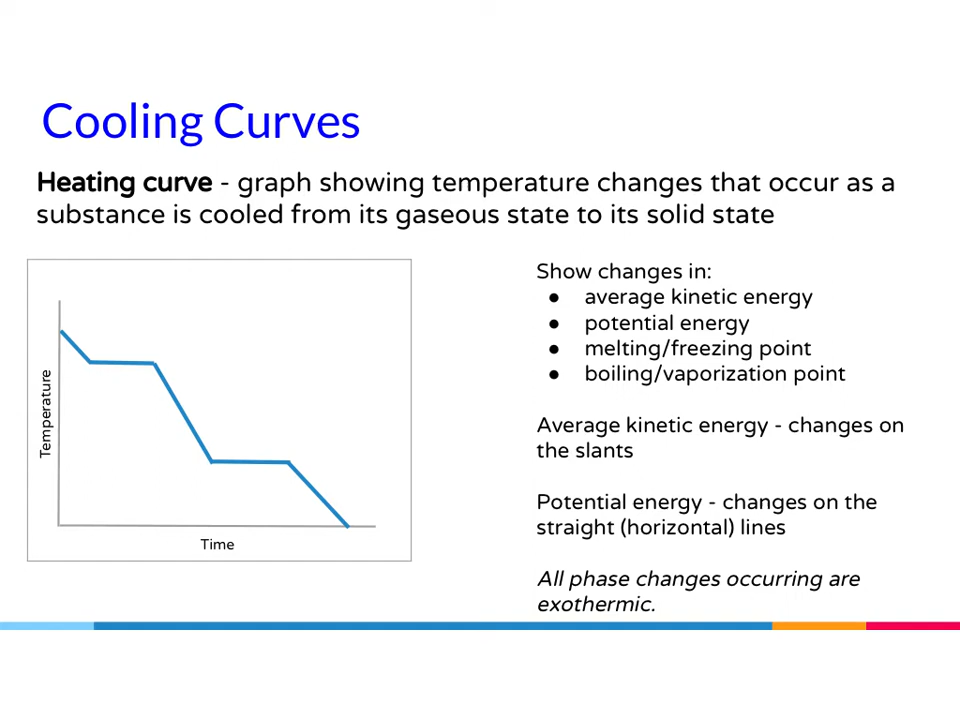 Cooling Curves
Heating curve - graph showing temperature changes that occur as a
substance is cooled from its gaseous state to its solid state
Temperature
Time
Show changes in:
● average kinetic energy
● potential energy
● melting/freezing point
● boiling/vaporization point
Average kinetic energy - changes on
the slants
Potential energy - changes on the
straight (horizontal) lines
All phase changes occurring are
exothermic.